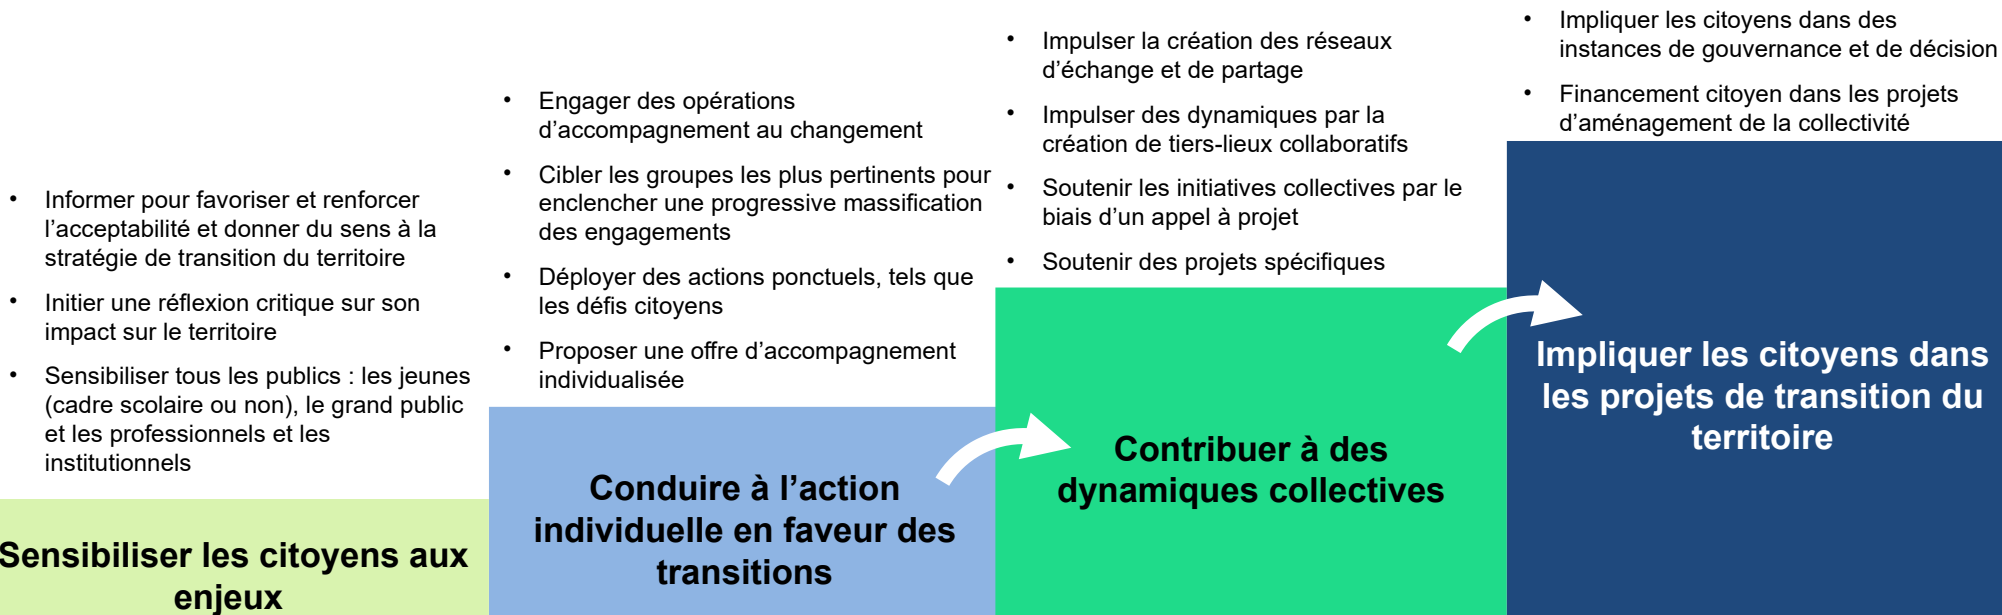 • Informer pour favoriser et renforcer
l’acceptabilité et donner du sens à la
stratégie de transition du territoire
• Initier une réflexion critique sur son
impact sur le territoire
• Sensibiliser tous les publics : les jeunes
(cadre scolaire ou non), le grand public
et les professionnels et les
institutionnels
Sensibiliser les citoyens aux
enjeux
• Engager des opérations
d’accompagnement au changement
• Cibler les groupes les plus pertinents pour
enclencher une progressive massification
des engagements
• Déployer des actions ponctuels, tels que
les défis citoyens
• Proposer une offre d’accompagnement
individualisée
Conduire à l’action
individuelle en faveur des
transitions
• Impulser la création des réseaux
d’échange et de partage
• Impulser des dynamiques par la
création de tiers-lieux collaboratifs
• Soutenir les initiatives collectives par le
biais d’un appel à projet
• Soutenir des projets spécifiques
Contribuer à des
dynamiques collectives
• Impliquer les citoyens dans des
instances de gouvernance et de décision
• Financement citoyen dans les projets
d’aménagement de la collectivité
Impliquer les citoyens dans
les projets de transition du
territoire